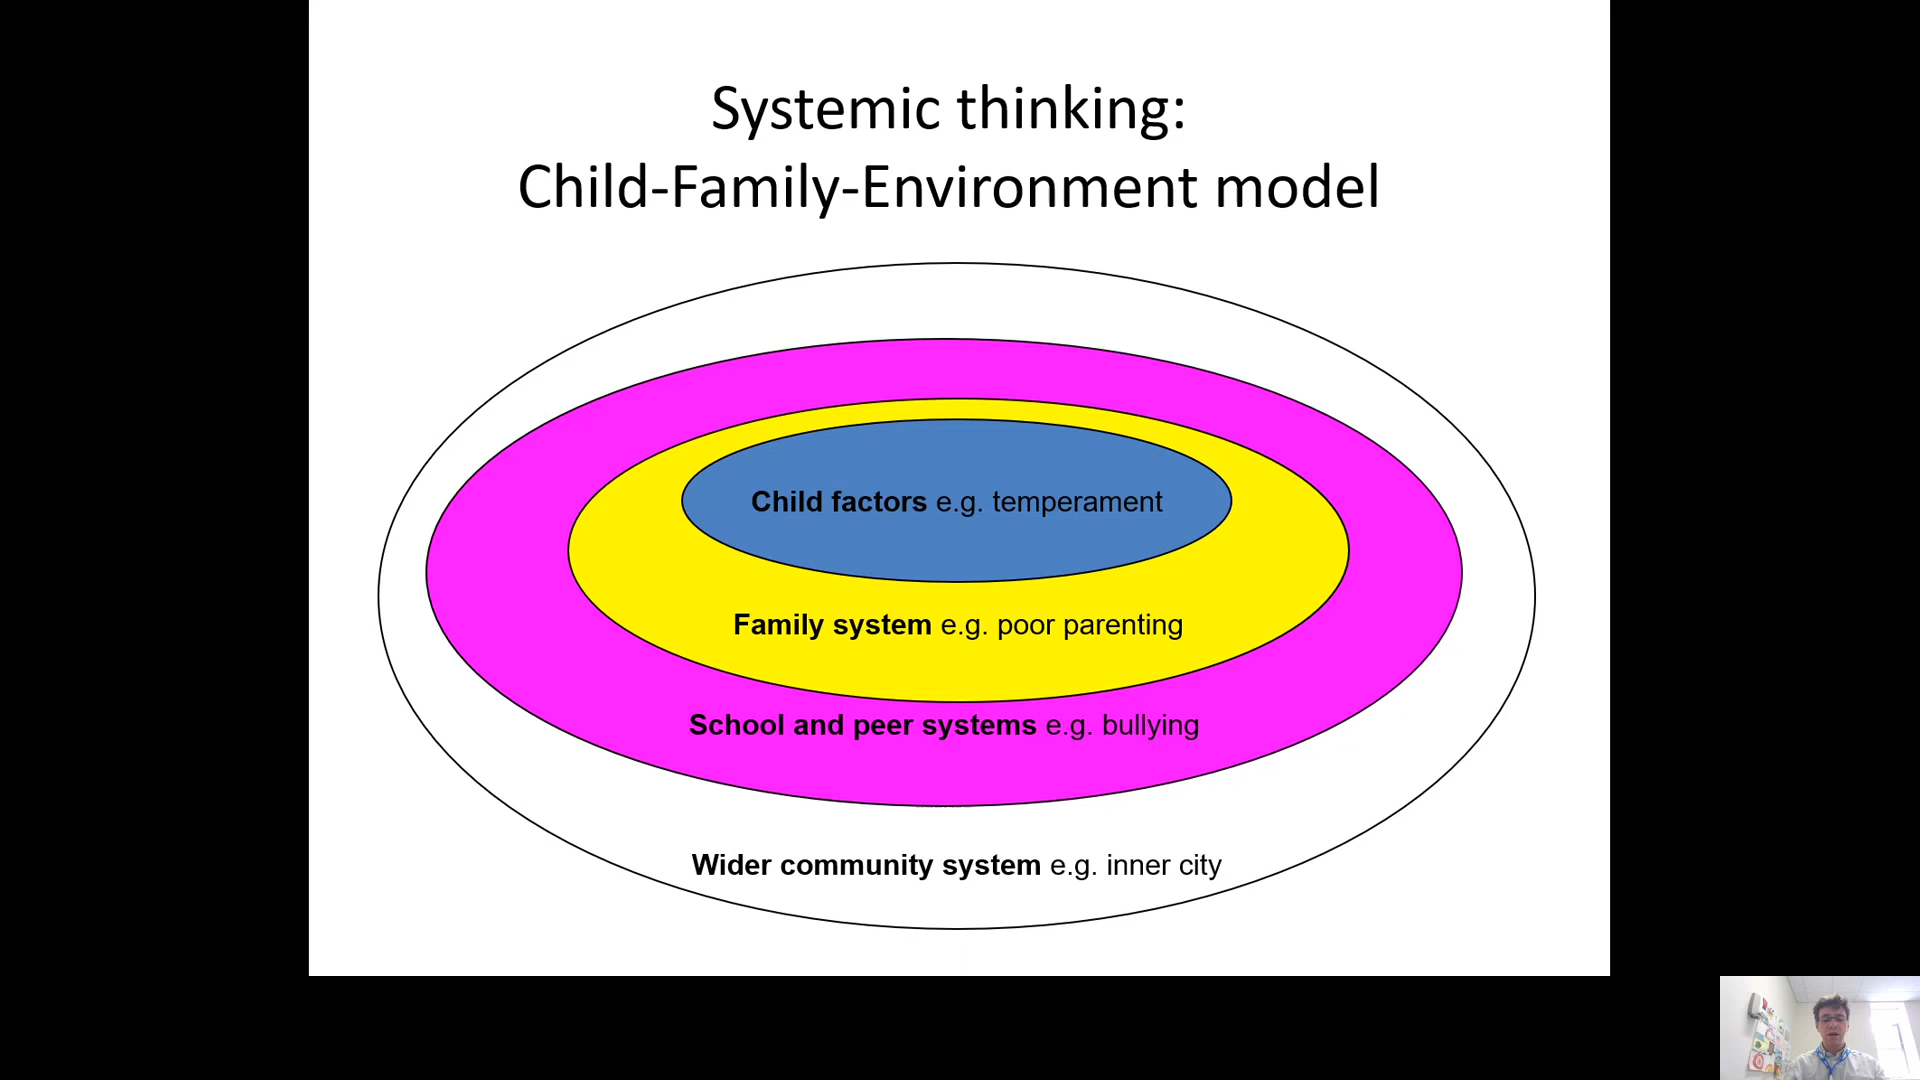 Systemic thinking:
Child-Family-Environment model
Child factors e.g. temperament
Family system e.g. poor parenting
School and peer systems e.g. bullying
Wider community system e.g. inner city